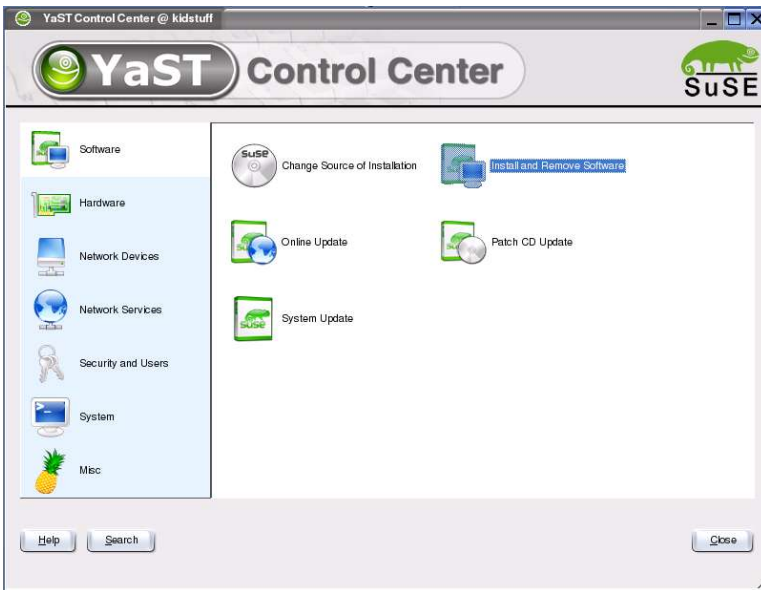 YaST Control Center @ kidstuff
YaST Control Center
SuSE
Software
Hardware
Network Devices
Network Services
Security and Users
System
Misc
SuSE
Change Source of Installation
Install and Remove Software
Online Update
Patch CD Update
SuSE
System Update
Help
Search
Close